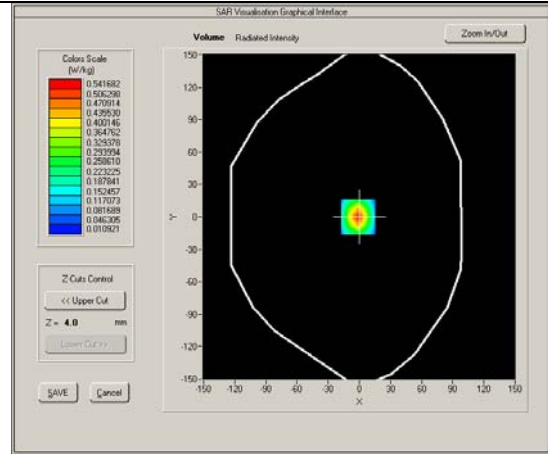 SAR Visualisation Graphical Interface
Volume Radiated Intensity
Zoom In/Out
Colors Scale
(W/kg)
0.541682
0.506298
0.470914
0.435530
0.400146
0.364762
0.329378
0.293994
0.258610
0.223225
0.187841
0.152457
0.117073
0.081689
0.046305
0.010921
Z Cuts Control
<< Upper Cut
Z = 4.0 mm
Lower Cut >>
SAVE Cancel
150-
120-
90-
60-
30-
0-
-30-
-60-
-90-
-120-
-150-
Y
-150 -120 -90 -60 -30 0 30 60 90 120 150
X